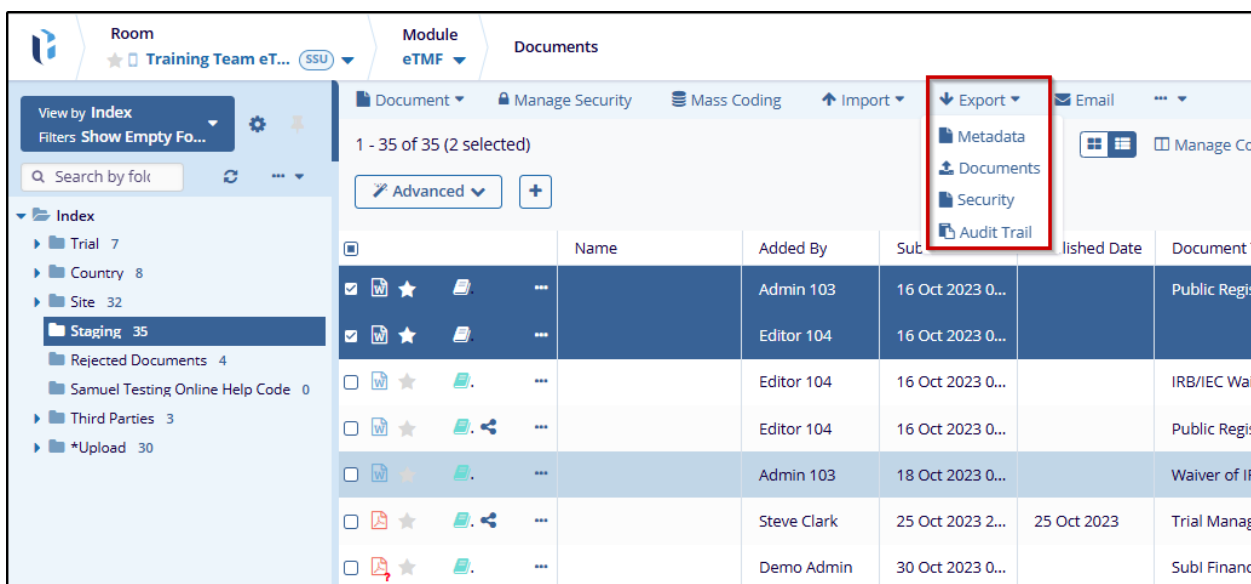 Room
Training Team eT... SSU
Module
eTMF
Documents
View by Index
Filters Show Empty Fo...
Search by fol
Index
Trial 7
Country 8
Site 32
Staging 35
Rejected Documents 4
Samuel Testing Online Help Code 0
Third Parties 3
*Upload 30
Document
Manage Security
Mass Coding
Import
Export
Email
Metadata
Documents
Security
Audit Trail
1 - 35 of 35 (2 selected)
Manage Co
Advanced
Name
Added By
Sub
lished Date
Document
Admin 103
16 Oct 2023 0...
Public Regis
Editor 104
16 Oct 2023 0...
Editor 104
16 Oct 2023 0...
IRB/IEC Wai
Editor 104
16 Oct 2023 0...
Public Regis
Admin 103
18 Oct 2023 0...
Waiver of IR
Steve Clark
25 Oct 2023 2...
25 Oct 2023
Trial Manag
Demo Admin
30 Oct 2023 0...
SubI Financ